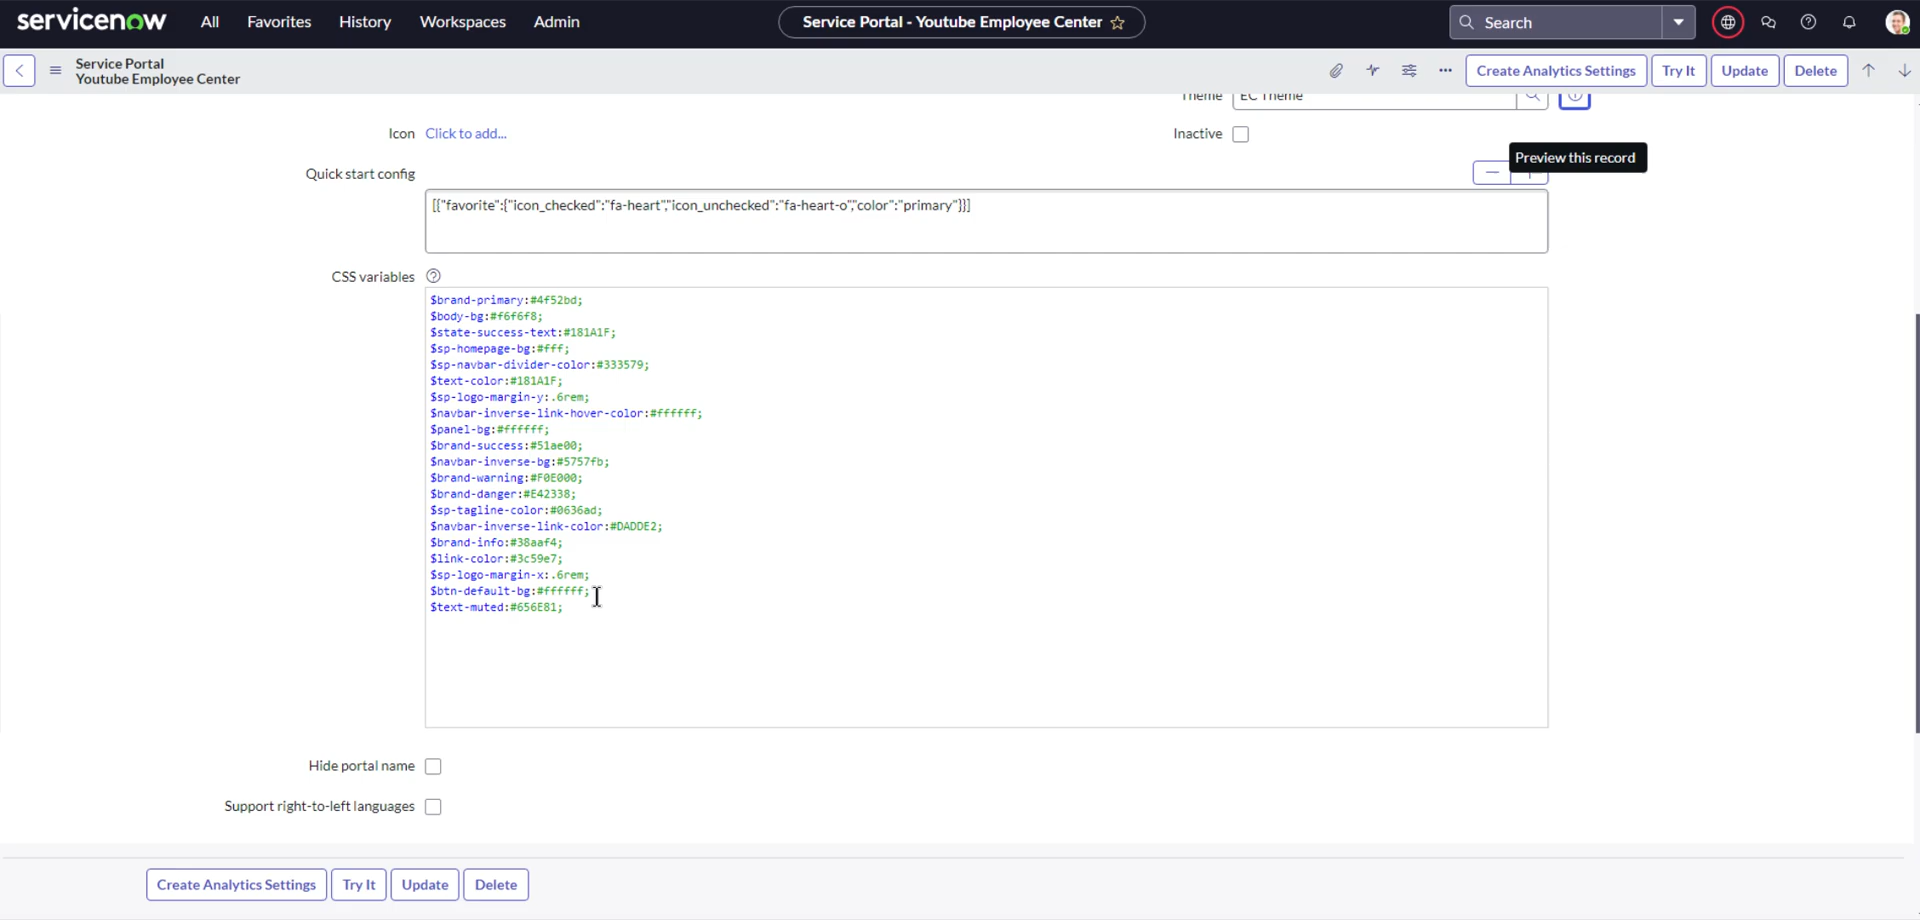 servicenow All Favorites History Workspaces Admin Service Portal - Youtube Employee Center Search
Service Portal
Youtube Employee Center
Create Analytics Settings Try It Update Delete
Theme EC Theme
Icon Click to add... Inactive
Preview this record
Quick start config
[{"favorite":{"icon_checked":"fa-heart","icon_unchecked":"fa-heart-o","color":"primary"}}]
CSS variables
$brand-primary:#4f52bd;
$body-bg:#f6f6f8;
$state-success-text:#181A1F;
$sp-homepage-bg:#fff;
$sp-navbar-divider-color:#333579;
$text-color:#181A1F;
$sp-logo-margin-y:.6rem;
$navbar-inverse-link-hover-color:#ffffff;
$panel-bg:#ffffff;
$brand-success:#51ae00;
$navbar-inverse-bg:#5757fb;
$brand-warning:#F0E000;
$brand-danger:#E42338;
$sp-tagline-color:#0636ad;
$navbar-inverse-link-color:#DADDE2;
$brand-info:#38aaf4;
$link-color:#3c59e7;
$sp-logo-margin-x:.6rem;
$btn-default-bg:#ffffff;
$text-muted:#656E81;
Hide portal name
Support right-to-left languages
Create Analytics Settings Try It Update Delete